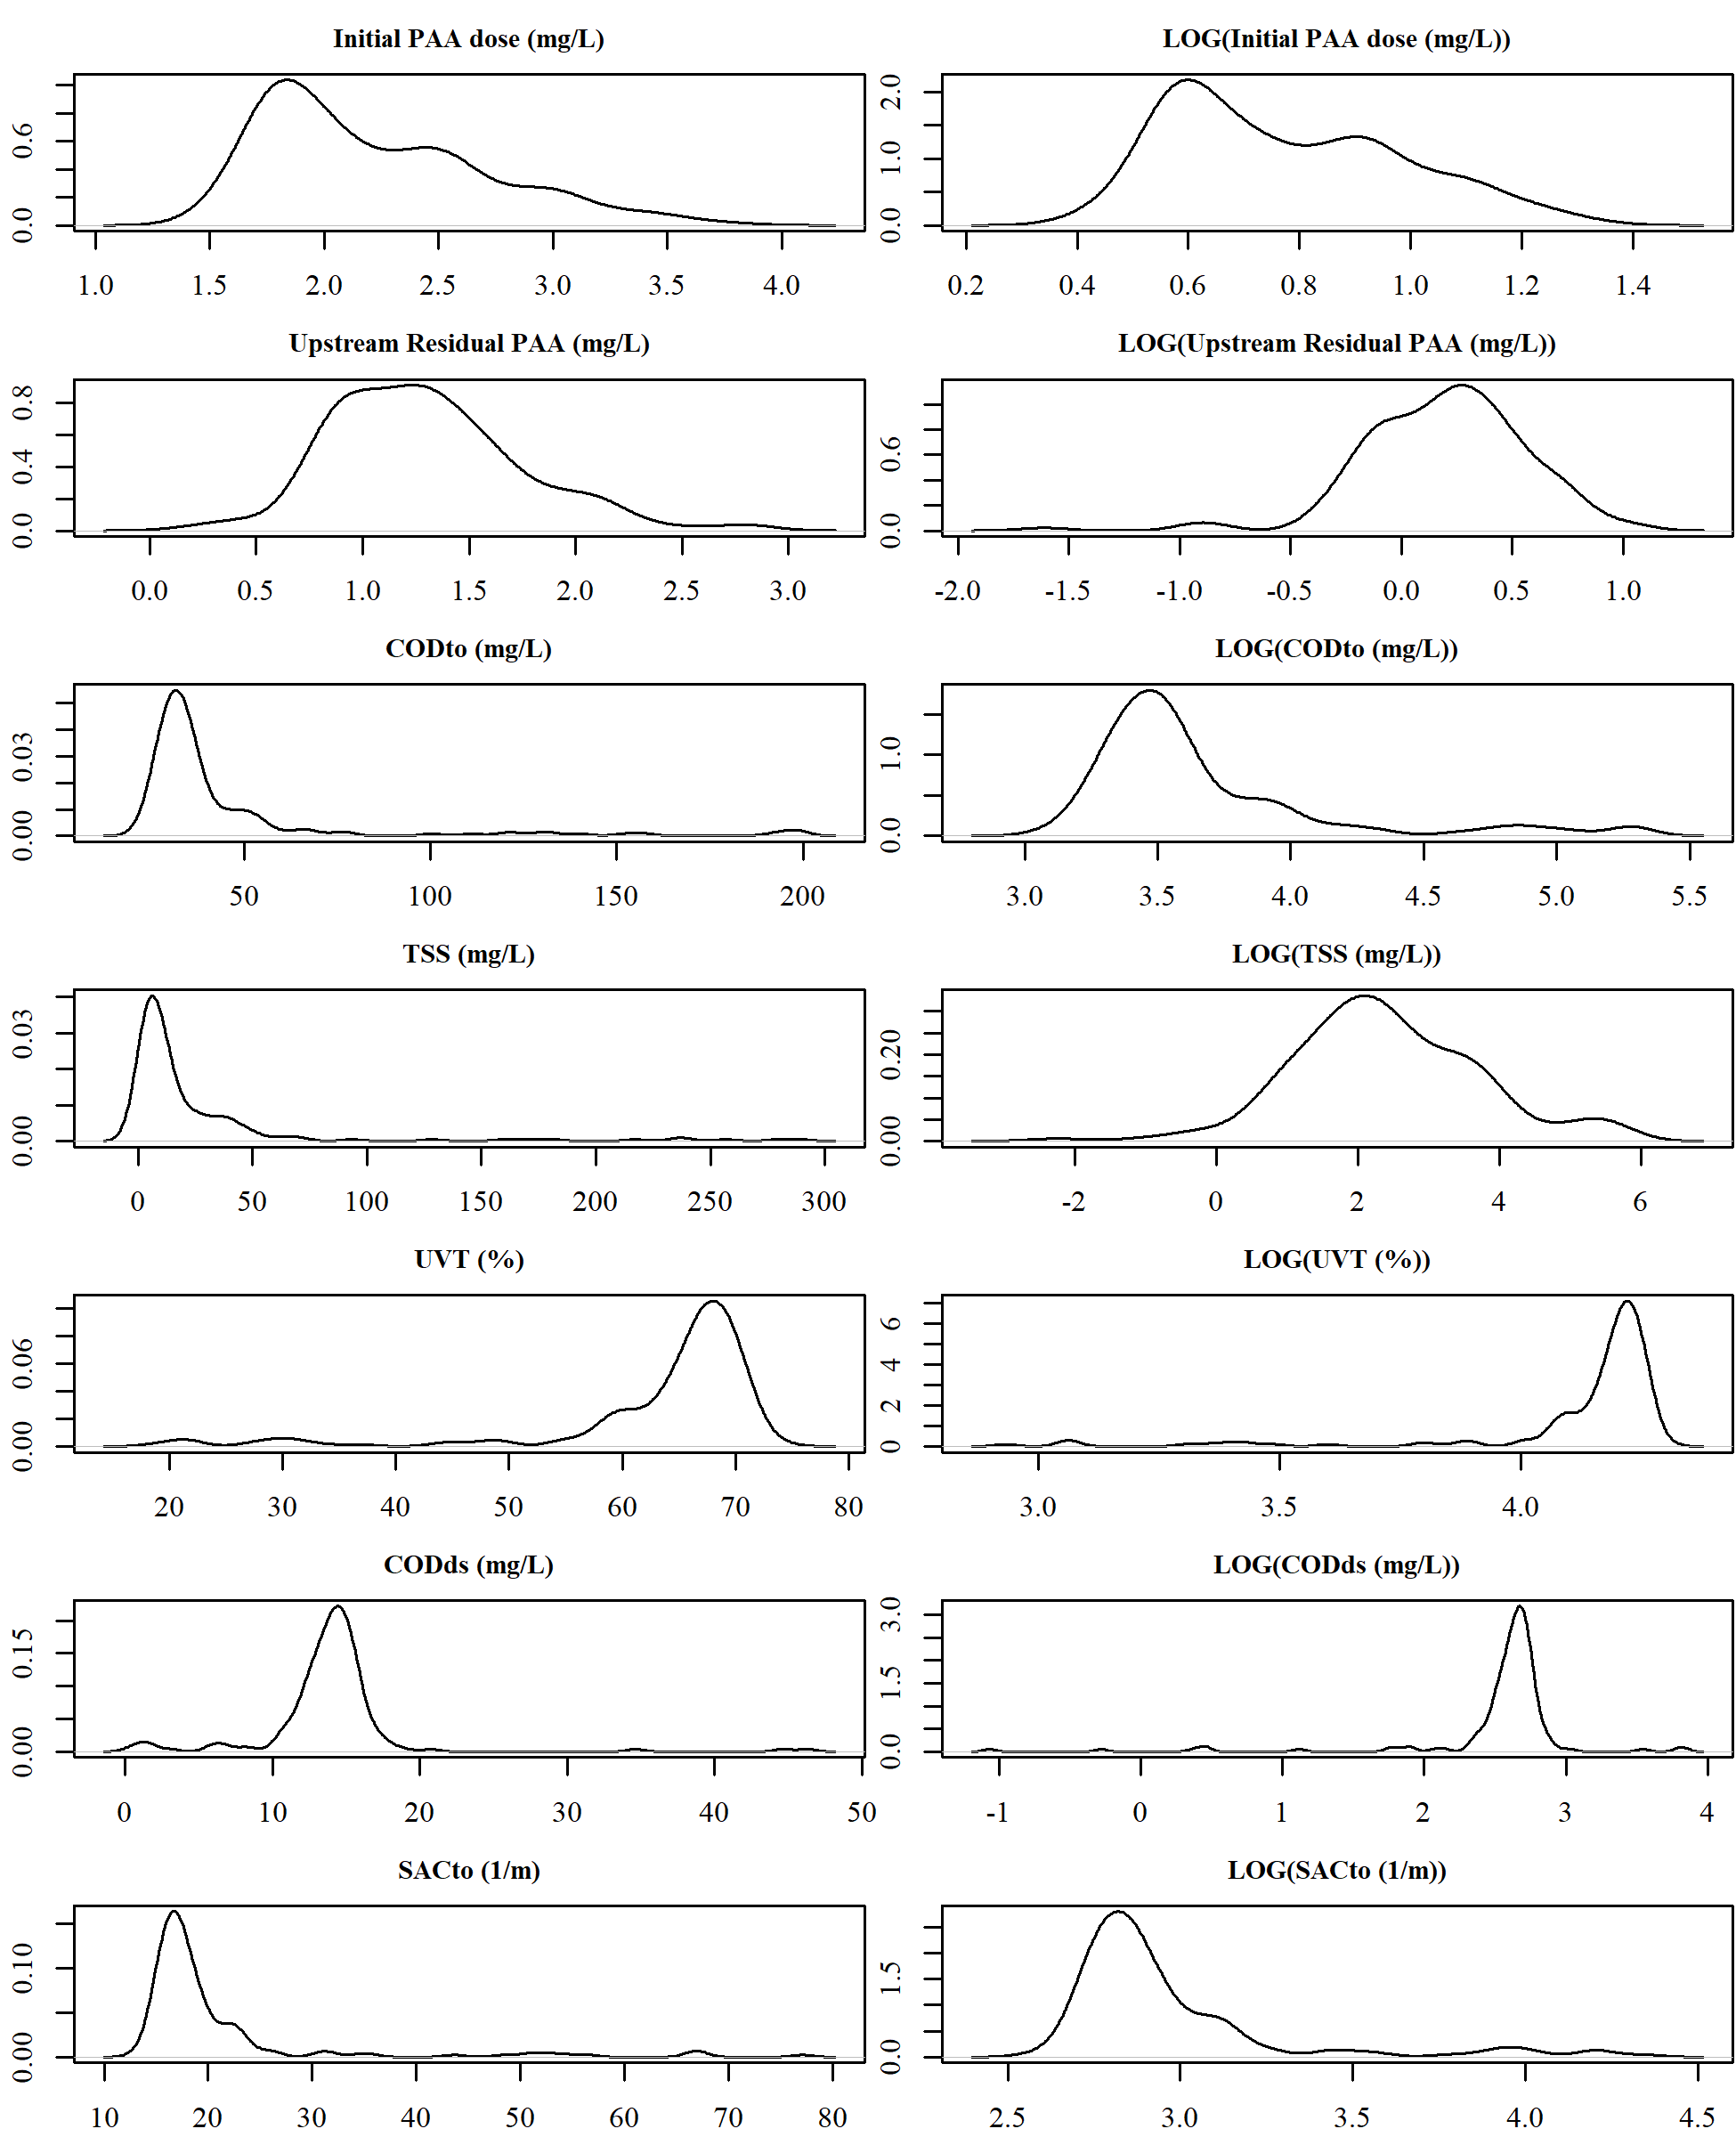 Initial PAA dose (mg/L)
0.0 0.6
1.0 1.5 2.0 2.5 3.0 3.5 4.0
LOG(Initial PAA dose (mg/L))
0.0 1.0 2.0
0.2 0.4 0.6 0.8 1.0 1.2 1.4
Upstream Residual PAA (mg/L)
0.0 0.4 0.8
0.0 0.5 1.0 1.5 2.0 2.5 3.0
LOG(Upstream Residual PAA (mg/L))
0.0 0.6
-2.0 -1.5 -1.0 -0.5 0.0 0.5 1.0
CODto (mg/L)
0.00 0.03
50 100 150 200
LOG(CODto (mg/L))
0.0 1.0
3.0 3.5 4.0 4.5 5.0 5.5
TSS (mg/L)
0.00 0.03
0 50 100 150 200 250 300
LOG(TSS (mg/L))
0.00 0.20
-2 0 2 4 6
UVT (%)
0.00 0.06
20 30 40 50 60 70 80
LOG(UVT (%))
0 2 4 6
3.0 3.5 4.0
CODds (mg/L)
0.00 0.15
0 10 20 30 40 50
LOG(CODds (mg/L))
0.0 1.5 3.0
-1 0 1 2 3 4
SACto (1/m)
0.00 0.10
10 20 30 40 50 60 70 80
LOG(SACto (1/m))
0.0 1.5
2.5 3.0 3.5 4.0 4.5